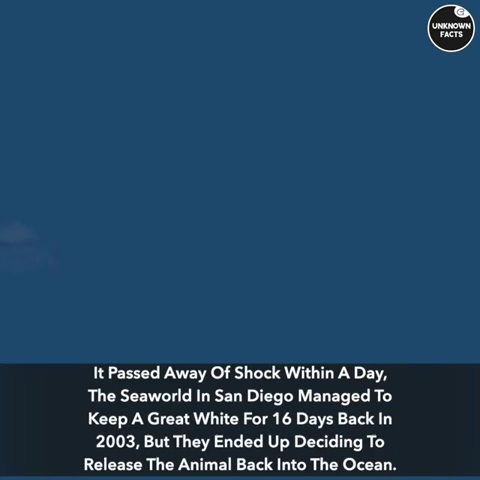 UNKNOWN
FACTS
It Passed Away Of Shock Within A Day,
The Seaworld In San Diego Managed To
Keep A Great White For 16 Days Back In
2003, But They Ended Up Deciding To
Release The Animal Back Into The Ocean.